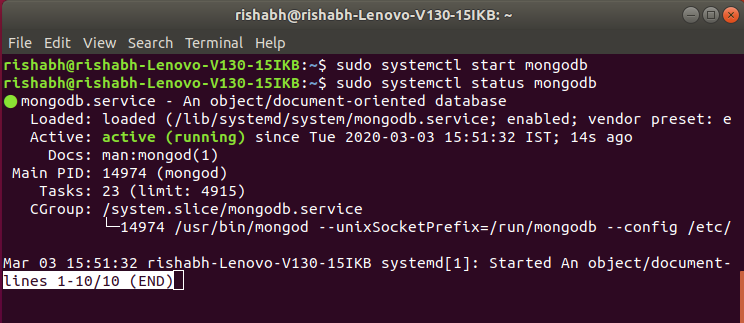 rishabh@rishabh-Lenovo-V130-15IKB: ~
File Edit View Search Terminal Help
rishabh@rishabh-Lenovo-V130-15IKB:~$ sudo systemctl start mongodb
rishabh@rishabh-Lenovo-V130-15IKB:~$ sudo systemctl status mongodb
● mongodb.service - An object/document-oriented database
   Loaded: loaded (/lib/systemd/system/mongodb.service; enabled; vendor preset: e
   Active: active (running) since Tue 2020-03-03 15:51:32 IST; 14s ago
     Docs: man:mongod(1)
 Main PID: 14974 (mongod)
    Tasks: 23 (limit: 4915)
   CGroup: /system.slice/mongodb.service
           └─14974 /usr/bin/mongod --unixSocketPrefix=/run/mongodb --config /etc/
Mar 03 15:51:32 rishabh-Lenovo-V130-15IKB systemd[1]: Started An object/document-
lines 1-10/10 (END)